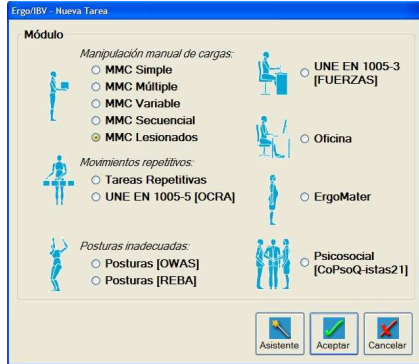 Ergo/IBV - Nueva Tarea
Módulo
Manipulación manual de cargas:
MMC Simple
MMC Múltiple
MMC Variable
MMC Secuencial
MMC Lesionados
Movimientos repetitivos:
Tareas Repetitivas
UNE EN 1005-5 [OCRA]
Posturas inadecuadas:
Posturas [OWAS]
Posturas [REBA]
UNE EN 1005-3
[FUERZAS]
Oficina
ErgoMater
Psicosocial
[CoPsoQ-istas21]
Asistente
Aceptar
Cancelar